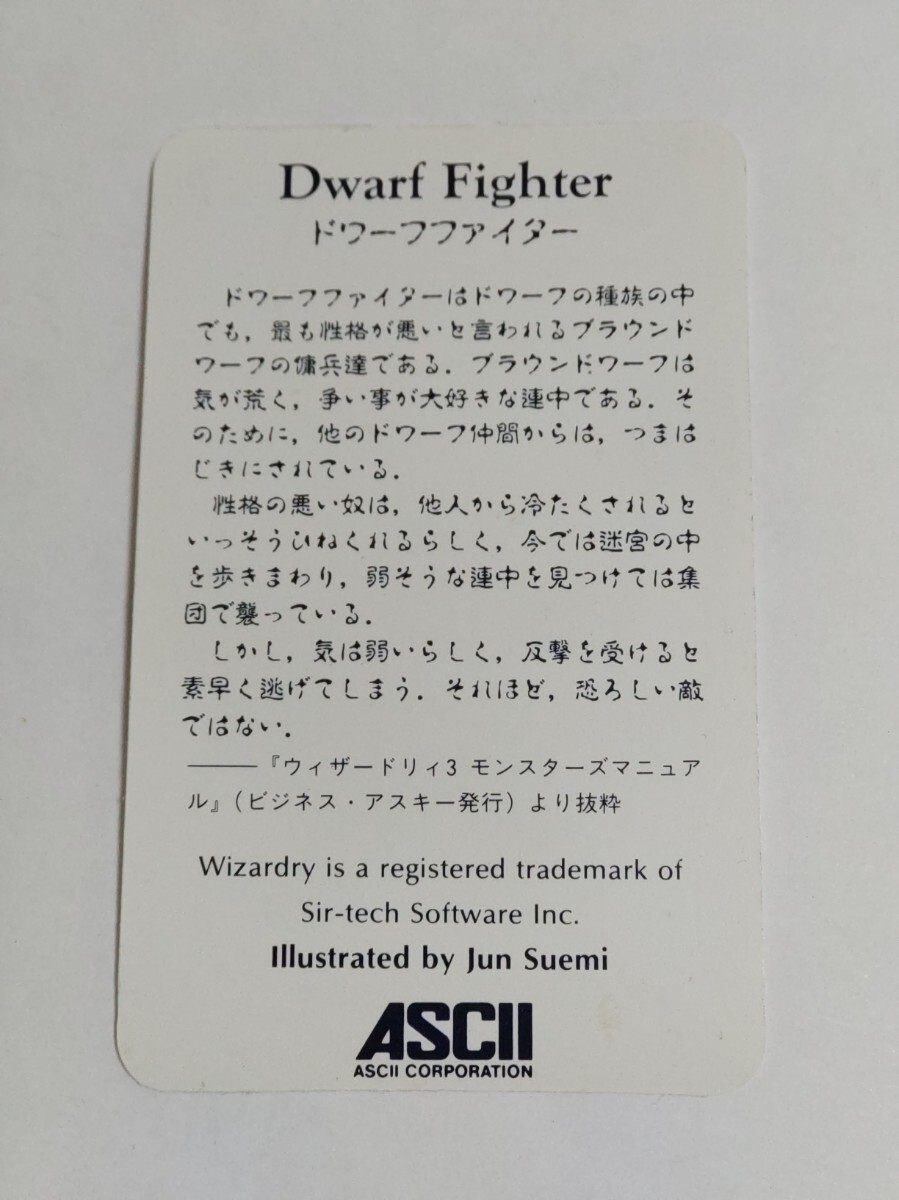 Dwarf Fighter
ドワーフファイター
ドワーフファイターはドワーフの種族の中
でも，最も性格が悪いと言われるブラウンド
ワーフの傭兵達である．ブラウンドワーフは
気が荒く，争い事が大好きな連中である．そ
のために，他のドワーフ仲間からは，つまは
じきにされている．
性格の悪い奴は，他人から冷たくされると
いっそうひねくれるらしく，今では迷宮の中
を歩きまわり，弱そうな連中を見つけては集
団で襲っている．
しかし，気は弱いらしく，反撃を受けると
素早く逃げてしまう．それほど，恐ろしい敵
ではない．
───『ウィザードリィ3 モンスターズマニュア
ル』（ビジネス・アスキー発行）より抜粋
Wizardry is a registered trademark of
Sir-tech Software Inc.
Illustrated by Jun Suemi
ASCII
ASCII CORPORATION